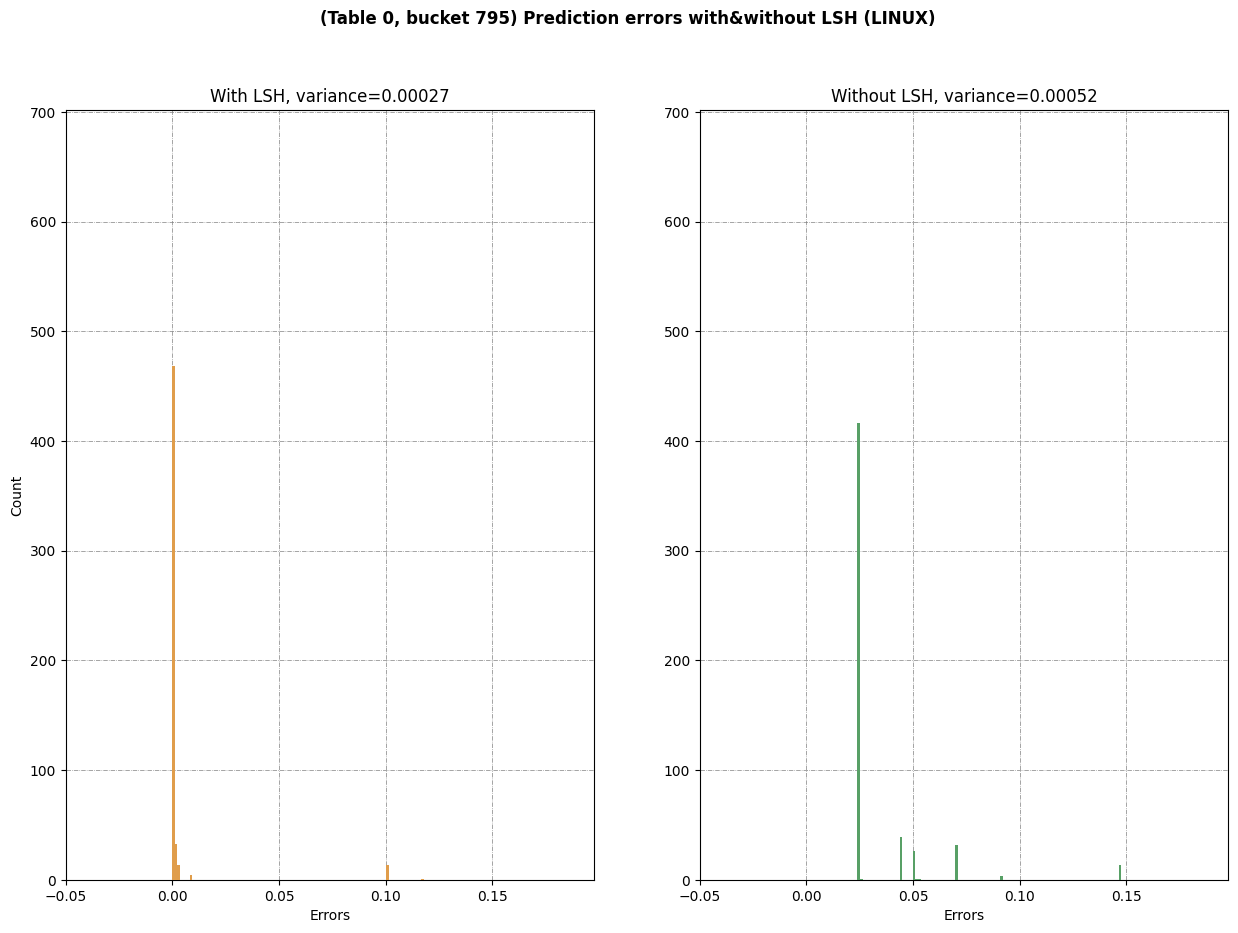 (Table 0, bucket 795) Prediction errors with&without LSH (LINUX)
With LSH, variance=0.00027
700
600
500
400
300
200
100
0
Count
−0.05 0.00 0.05 0.10 0.15
Errors
Without LSH, variance=0.00052
700
600
500
400
300
200
100
0
−0.05 0.00 0.05 0.10 0.15
Errors